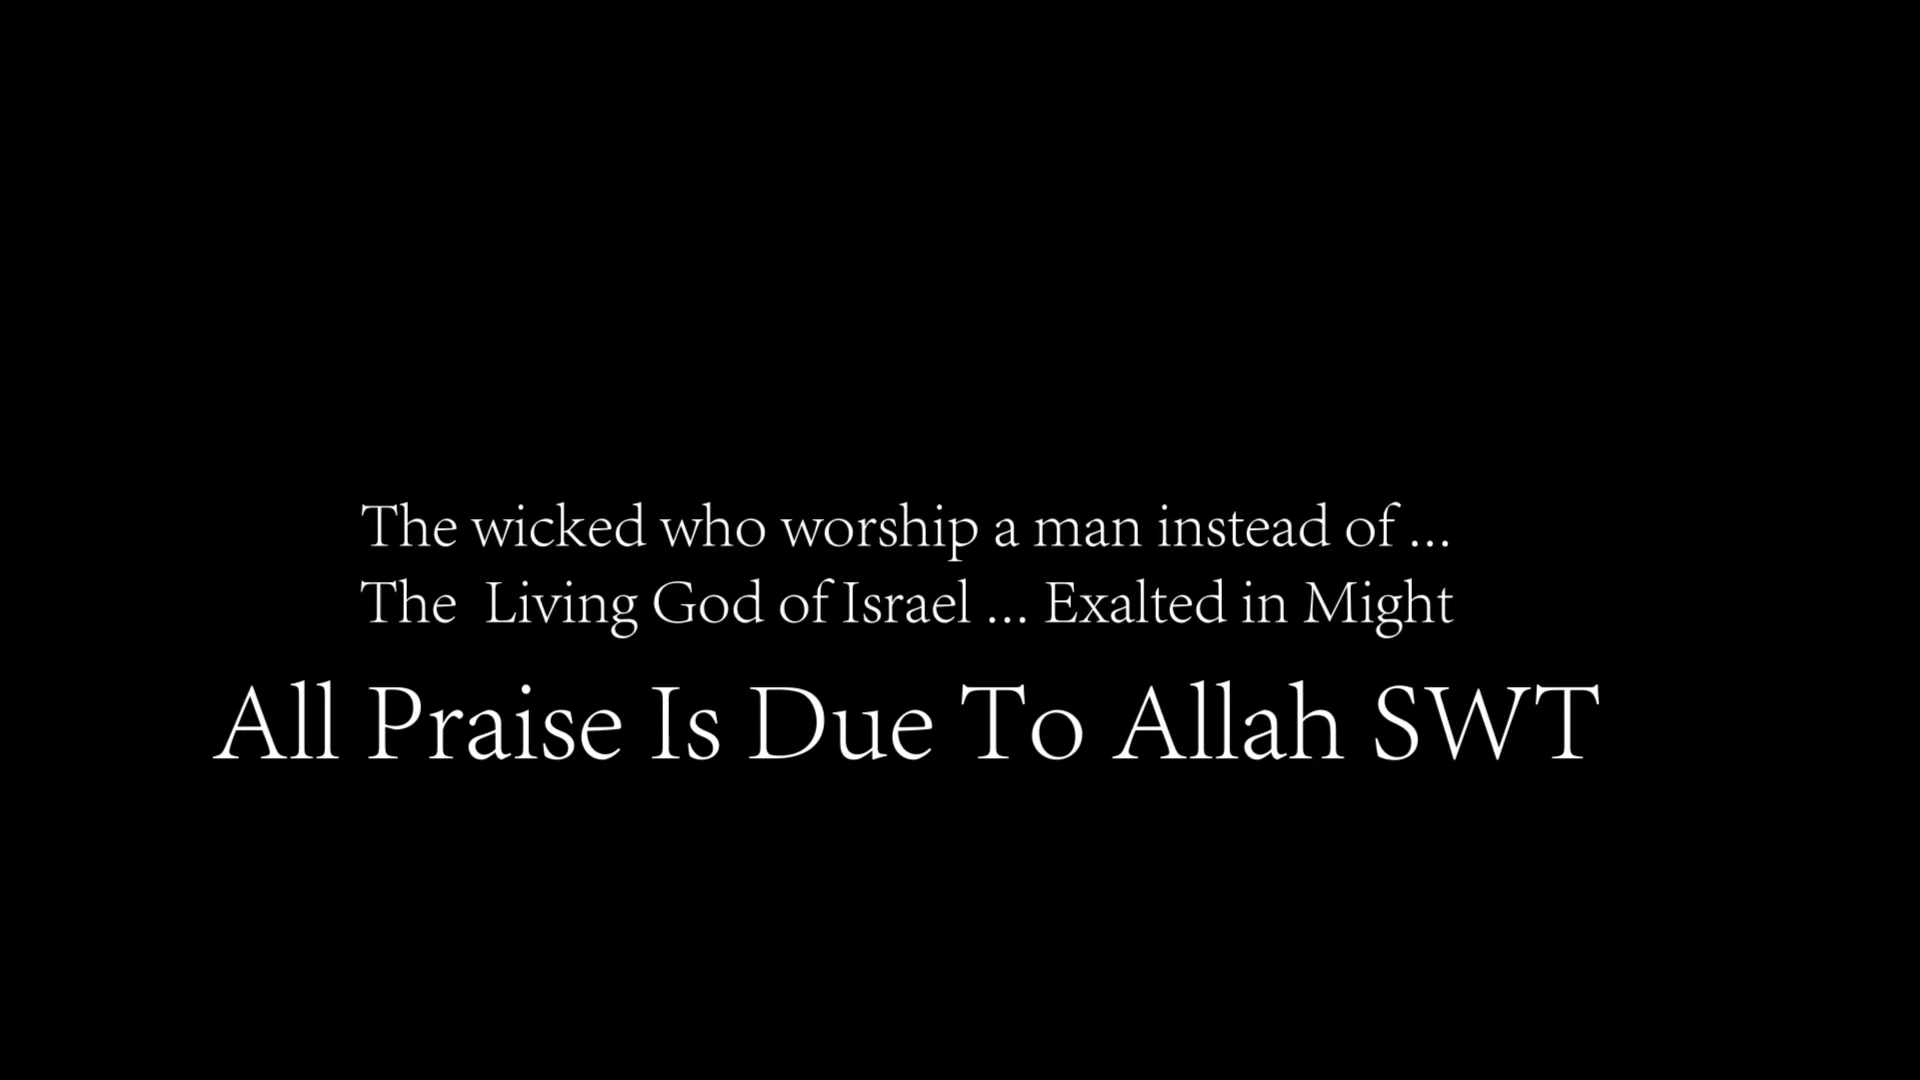 The wicked who worship a man instead of ...
The  Living God of Israel ... Exalted in Might
All Praise Is Due To Allah SWT